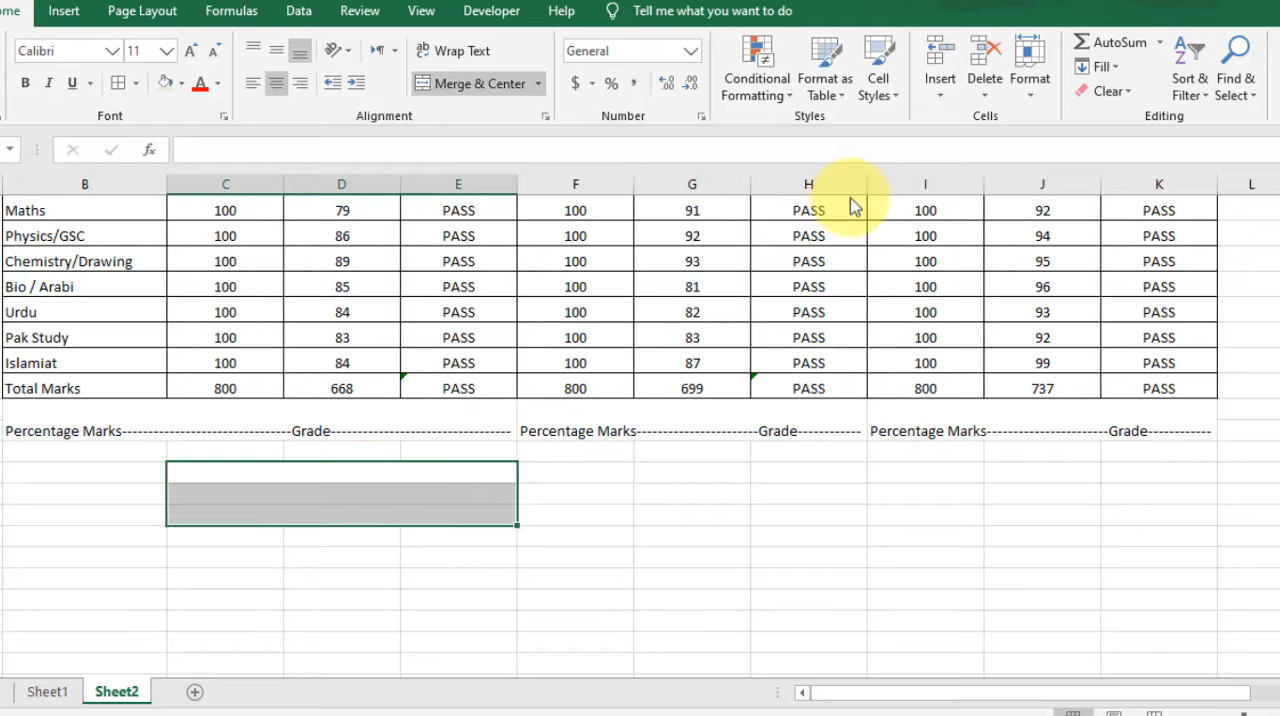 ome Insert Page Layout Formulas Data Review View Developer Help Tell me what you want to do
Calibri 11 A A ab Wrap Text General
B I U A Merge & Center $ % , .00 .0
Conditional Formatting Format as Table Cell Styles Insert Delete Format AutoSum Fill Clear Sort & Filter Find & Select
Font Alignment Number Styles Cells Editing
fx
B C D E F G H I J K L
Maths 100 79 PASS 100 91 PASS 100 92 PASS
Physics/GSC 100 86 PASS 100 92 PASS 100 94 PASS
Chemistry/Drawing 100 89 PASS 100 93 PASS 100 95 PASS
Bio / Arabi 100 85 PASS 100 81 PASS 100 96 PASS
Urdu 100 84 PASS 100 82 PASS 100 93 PASS
Pak Study 100 83 PASS 100 83 PASS 100 92 PASS
Islamiat 100 84 PASS 100 87 PASS 100 99 PASS
Total Marks 800 668 PASS 800 699 PASS 800 737 PASS
Percentage Marks-------------------------------Grade--------------------------------- Percentage Marks----------------------Grade------------ Percentage Marks----------------------Grade------------
Sheet1 Sheet2